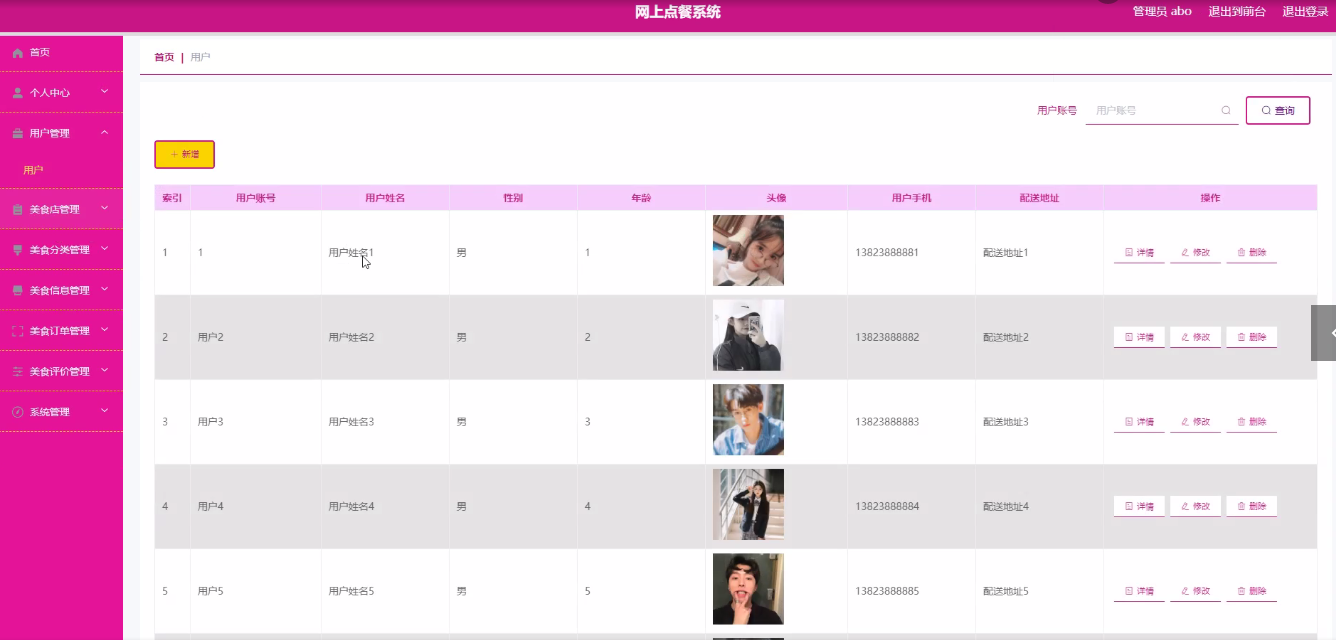 网上点餐系统
管理员 abo 退出到前台 退出登录
首页
个人中心
用户管理
用户
美食店管理
美食分类管理
美食信息管理
美食订单管理
美食评价管理
系统管理
首页 | 用户
用户账号 用户账号 查询
+ 新增
索引 用户账号 用户姓名 性别 年龄 头像 用户手机 配送地址 操作
1 1 用户姓名1 男 1 13823888881 配送地址1 详情 修改 删除
2 用户2 用户姓名2 男 2 13823888882 配送地址2 详情 修改 删除
3 用户3 用户姓名3 男 3 13823888883 配送地址3 详情 修改 删除
4 用户4 用户姓名4 男 4 13823888884 配送地址4 详情 修改 删除
5 用户5 用户姓名5 男 5 13823888885 配送地址5 详情 修改 删除